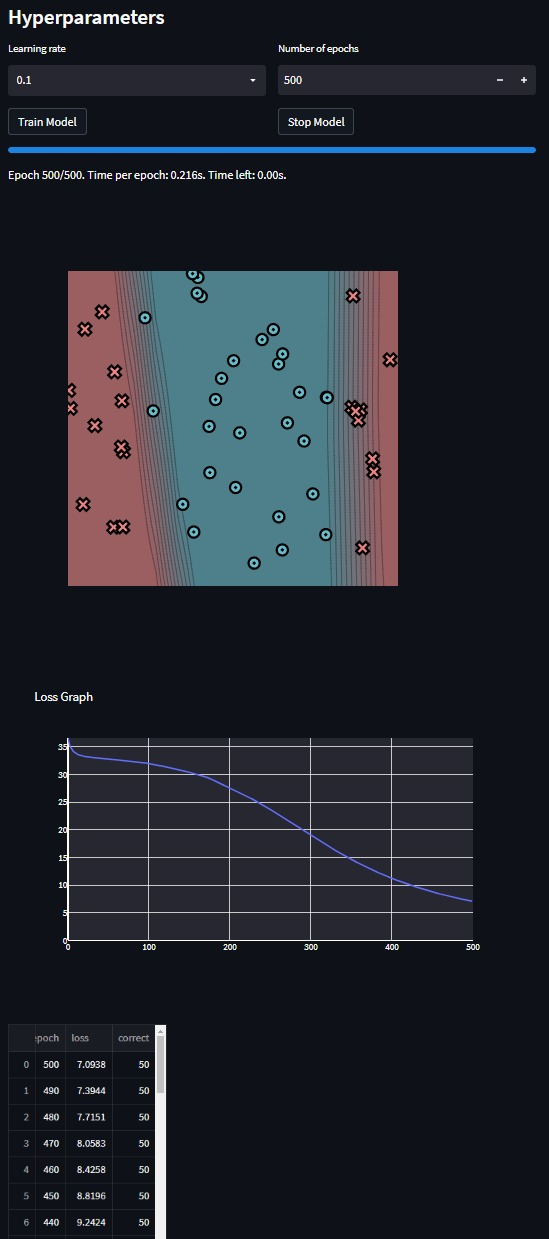 Hyperparameters
Learning rate Number of epochs
0.1 500 − +
Train Model Stop Model
Epoch 500/500. Time per epoch: 0.216s. Time left: 0.00s.
Loss Graph
35
30
25
20
15
10
5
0
0 100 200 300 400 500
epoch loss correct
0 500 7.0938 50
1 490 7.3944 50
2 480 7.7151 50
3 470 8.0583 50
4 460 8.4258 50
5 450 8.8196 50
6 440 9.2424 50